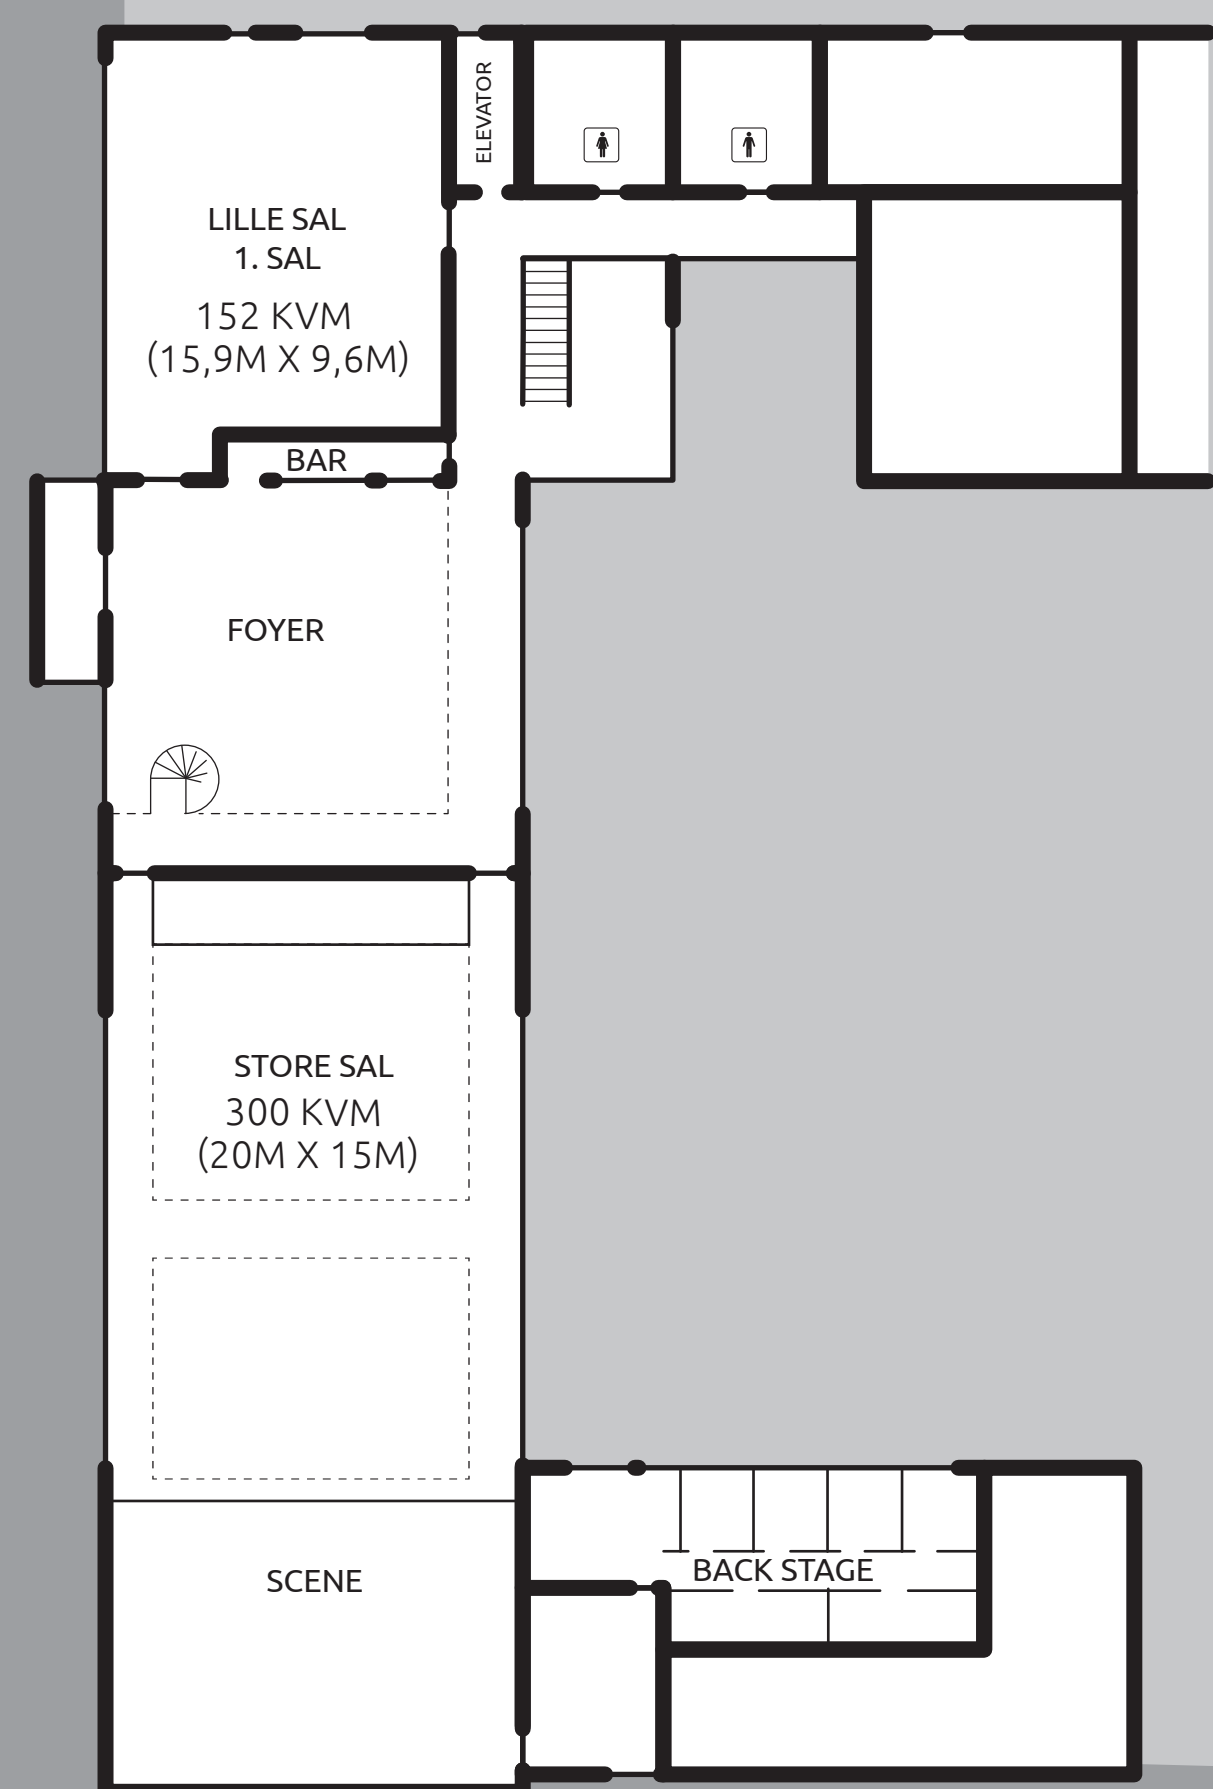 ELEVATOR
LILLE SAL
1. SAL
152 KVM
(15,9M X 9,6M)
BAR
FOYER
STORE SAL
300 KVM
(20M X 15M)
SCENE
BACK STAGE